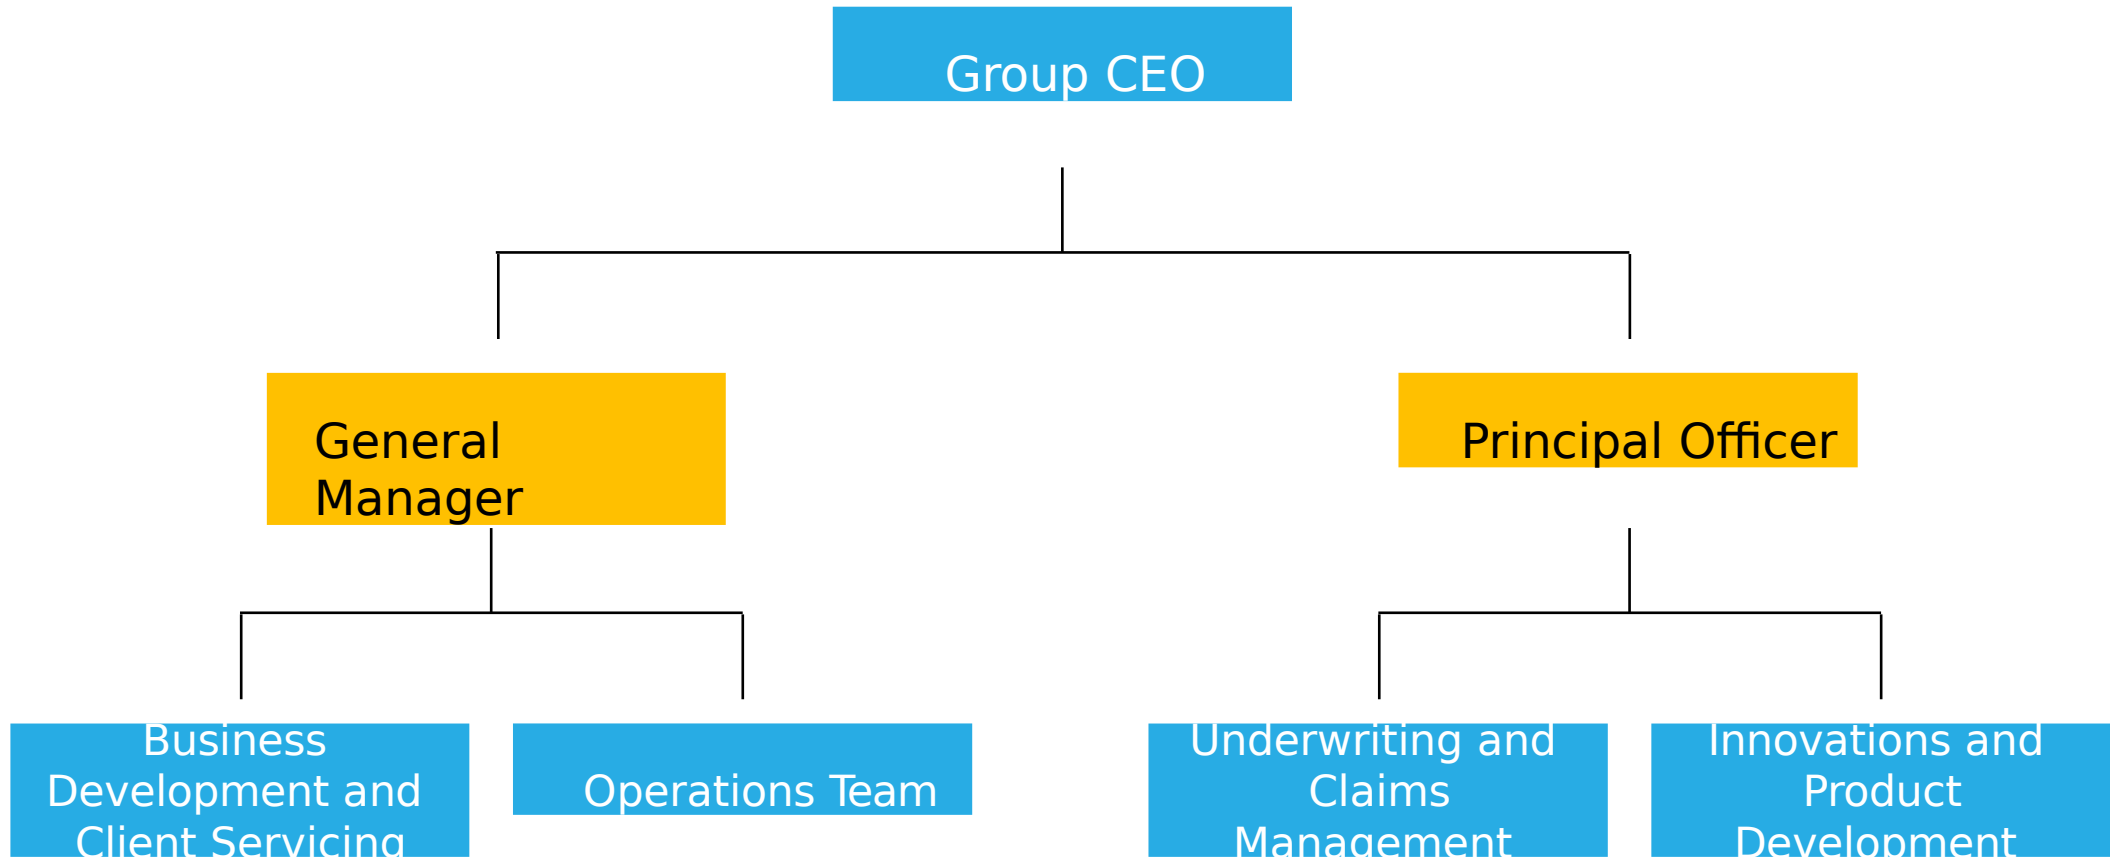 Group CEO
General
Manager
Principal Officer
Business
Development and
Client Servicing
Operations Team
Underwriting and
Claims
Management
Innovations and
Product
Development